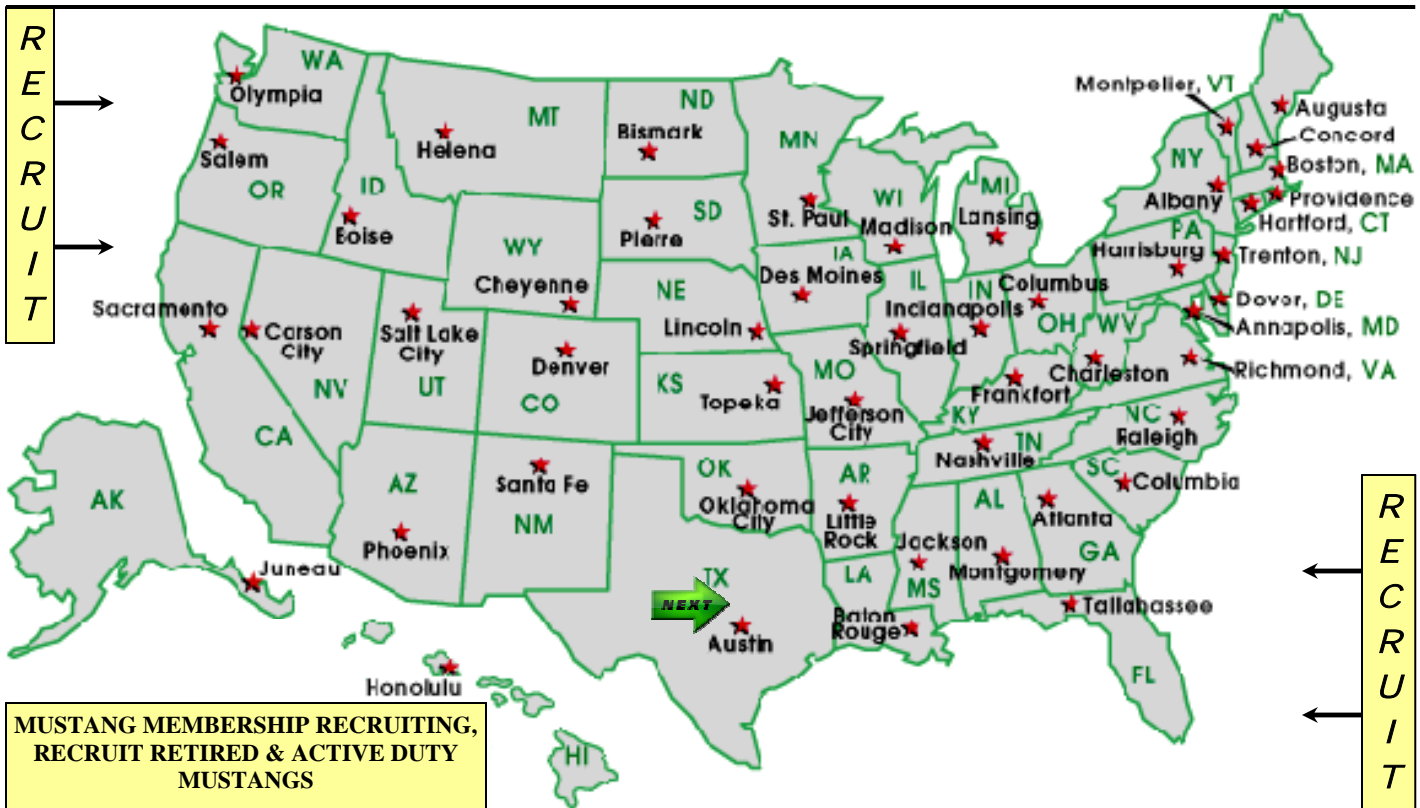 R
E
C
R
U
I
T
WA
Olympia
Salem
OR
ID
Boise
MT
Helena
ND
Bismark
SD
Pierre
WY
Cheyenne
NE
Lincoln
MN
St. Paul
WI
Madison
MI
Lansing
IA
Des Moines
IL
Springfield
IN
Indianapolis
Columbus
OH
WV
Charleston
Montpelier, VT
Augusta
Concord
Boston, MA
NY
Albany
Providence
Hartford, CT
PA
Harrisburg
Trenton, NJ
Dover, DE
Annapolis, MD
Richmond, VA
Sacramento
Carson
City
NV
CA
Salt Lake
City
UT
Denver
CO
KS
Topeka
MO
Jefferson
City
Frankfort
KY
TN
Nashville
NC
Raleigh
SC
Columbia
AZ
Phoenix
Santa Fe
NM
OK
Oklahoma
City
AR
Little
Rock
AL
Montgomery
Atlanta
GA
Jackson
MS
LA
Baton
Rouge
TX
NEXT
Austin
Tallahassee
FL
AK
Juneau
Honolulu
HI
MUSTANG MEMBERSHIP RECRUITING,
RECRUIT RETIRED & ACTIVE DUTY
MUSTANGS
R
E
C
R
U
I
T